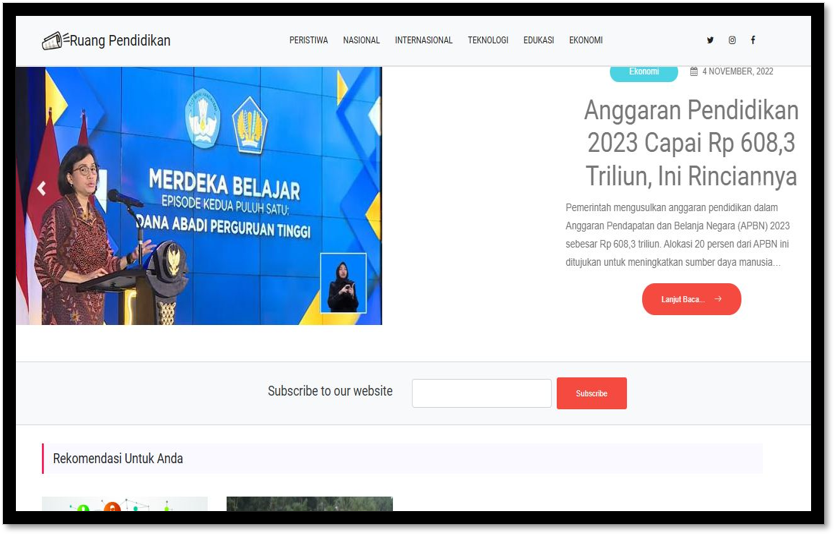 Ruang Pendidikan
PERISTIWA NASIONAL INTERNASIONAL TEKNOLOGI EDUKASI EKONOMI
MERDEKA BELAJAR
EPISODE KEDUA PULUH SATU:
DANA ABADI PERGURUAN TINGGI
Ekonomi 4 NOVEMBER, 2022
Anggaran Pendidikan
2023 Capai Rp 608,3
Triliun, Ini Rinciannya
Pemerintah mengusulkan anggaran pendidikan dalam
Anggaran Pendapatan dan Belanja Negara (APBN) 2023
sebesar Rp 608,3 triliun. Alokasi 20 persen dari APBN ini
ditujukan untuk meningkatkan sumber daya manusia...
Lanjut Baca...
Subscribe to our website
Subscribe
Rekomendasi Untuk Anda